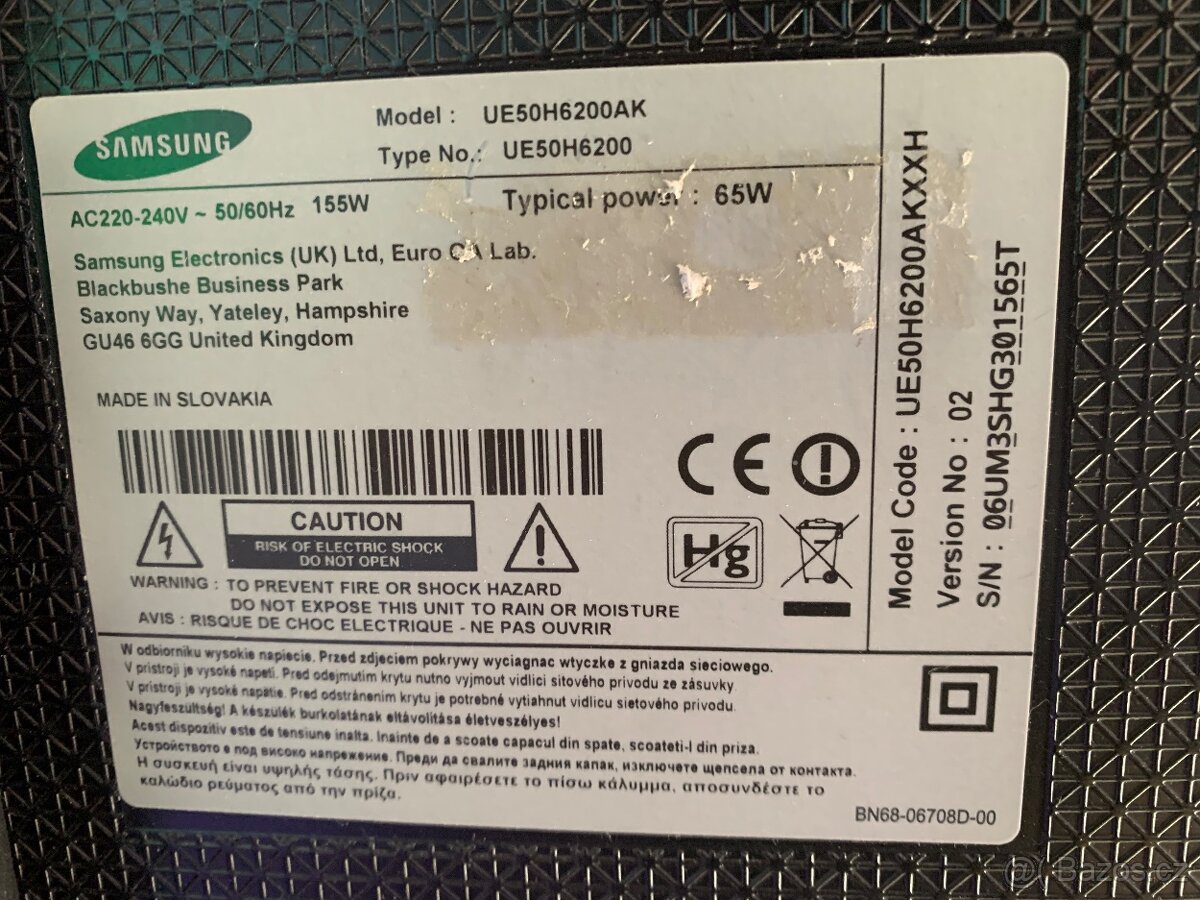 SAMSUNG
Model : UE50H6200AK
Type No.: UE50H6200
AC220-240V ~ 50/60Hz 155W
Typical power : 65W
Samsung Electronics (UK) Ltd, Euro QA Lab.
Blackbushe Business Park
Saxony Way, Yateley, Hampshire
GU46 6GG United Kingdom
MADE IN SLOVAKIA
CE
CAUTION
RISK OF ELECTRIC SHOCK
DO NOT OPEN
Hg
WARNING : TO PREVENT FIRE OR SHOCK HAZARD
DO NOT EXPOSE THIS UNIT TO RAIN OR MOISTURE
AVIS : RISQUE DE CHOC ELECTRIQUE - NE PAS OUVRIR
Model Code : UE50H6200AKXXH
Version No : 02
S/N : 06UM3SHG301565T
W odbiorniku wysokie napiecie. Przed zdjeciem pokrywy wyciagnac wtyczke z gniazda sieciowego.
V pristroji je vysoké napeti. Pred odejmutim krytu nutno vyjmout vidlici sitového privodu ze zásuvky.
V pristroji je vysoké napätie. Pred odstránením krytu je potrebné vytiahnut vidlicu sietového privodu.
Nagyfeszültség! A készülék burkolatának eltávolítása életveszélyes!
Acest dispozitiv este de tensiune inalta. Inainte de a scoate capacul din spate, scoateti-l din priza.
Устройството е под високо напрежение. Преди да свалите задния капак, изключете щепсела от контакта.
Η συσκευή είναι υψηλής τάσης. Πριν αφαιρέσετε το πίσω κάλυμμα, αποσυνδέστε το
καλώδιο ρεύματος από την πρίζα.
BN68-06708D-00
@ Bazos.cz